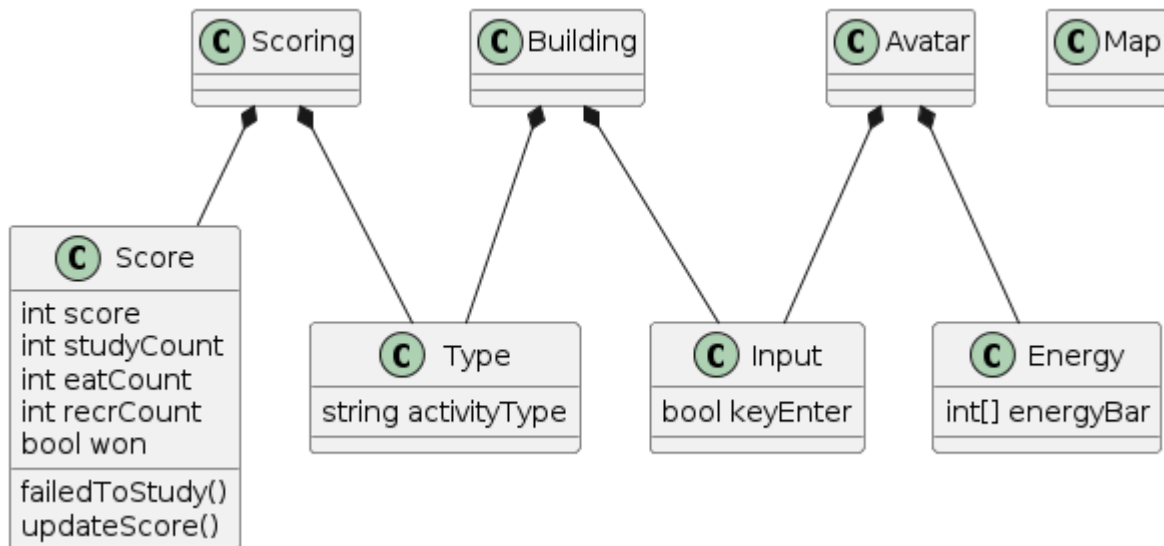 C Scoring
C Building
C Avatar
C Map
C Score
int score
int studyCount
int eatCount
int recrCount
bool won
failedToStudy()
updateScore()
C Type
string activityType
C Input
bool keyEnter
C Energy
int[] energyBar